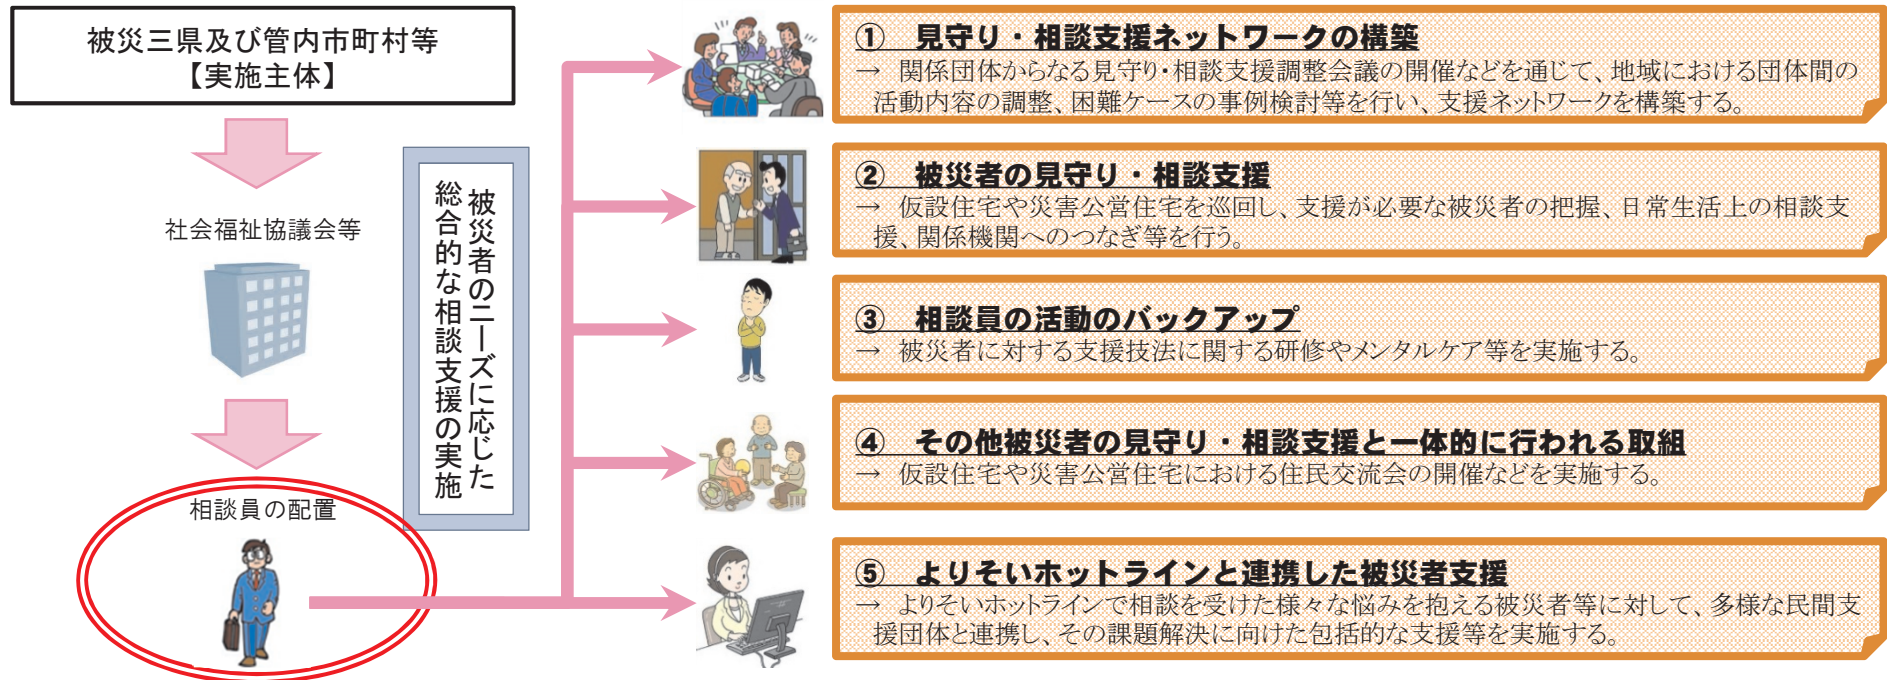 被災三県及び管内市町村等
【実施主体】
社会福祉協議会等
相談員の配置
被災者のニーズに応じた
総合的な相談支援の実施
① 見守り・相談支援ネットワークの構築
→ 関係団体からなる見守り・相談支援調整会議の開催などを通じて、地域における団体間の
活動内容の調整、困難ケースの事例検討等を行い、支援ネットワークを構築する。
② 被災者の見守り・相談支援
→ 仮設住宅や災害公営住宅を巡回し、支援が必要な被災者の把握、日常生活上の相談支
援、関係機関へのつなぎ等を行う。
③ 相談員の活動のバックアップ
→ 被災者に対する支援技法に関する研修やメンタルケア等を実施する。
④ その他被災者の見守り・相談支援と一体的に行われる取組
→ 仮設住宅や災害公営住宅における住民交流会の開催などを実施する。
⑤ よりそいホットラインと連携した被災者支援
→ よりそいホットラインで相談を受けた様々な悩みを抱える被災者等に対して、多様な民間支
援団体と連携し、その課題解決に向けた包括的な支援等を実施する。